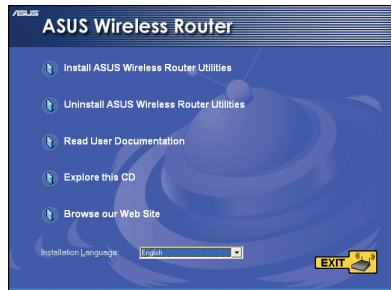 ASUS
ASUS Wireless Router
Install ASUS Wireless Router Utilities
Uninstall ASUS Wireless Router Utilities
Read User Documentation
Explore this CD
Browse our Web Site
Installation Language: English
EXIT